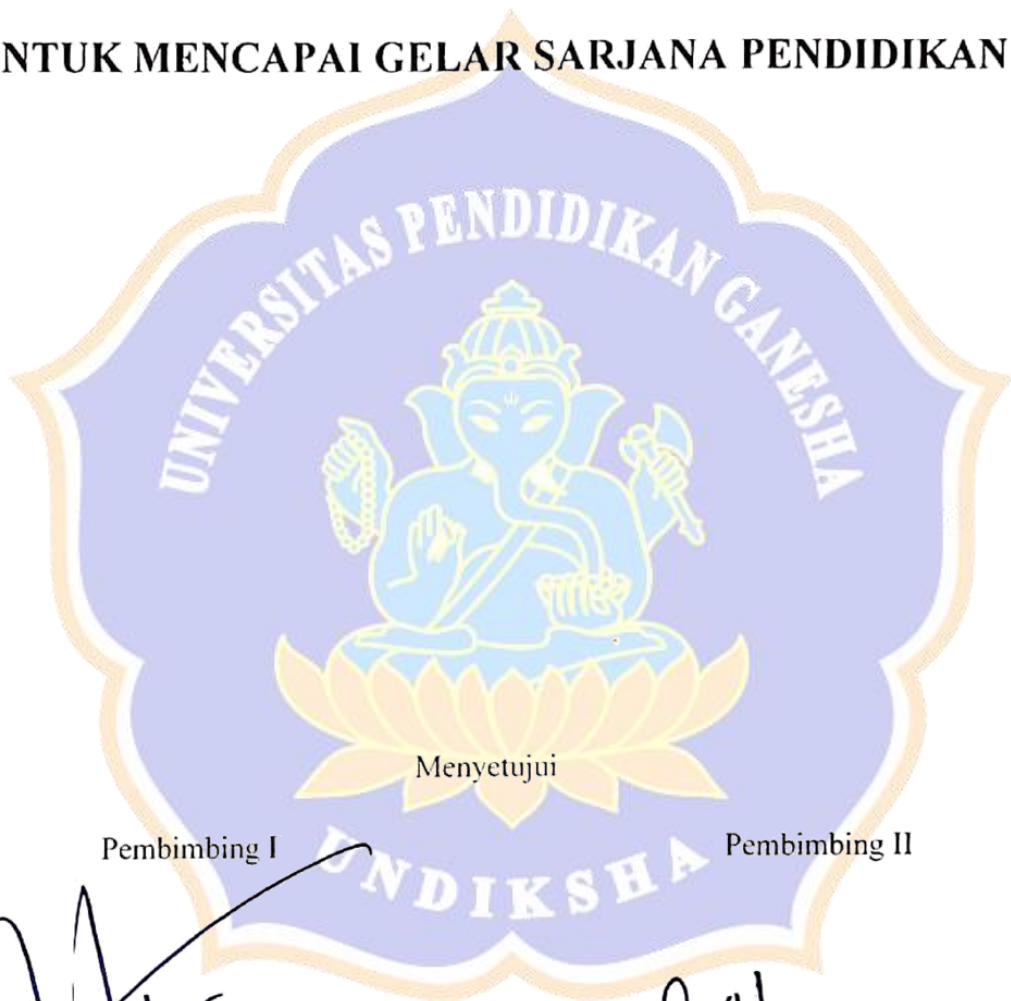 NTUK MENCAPAI GELAR SARJANA PENDIDIKAN
UNIVERSITAS PENDIDIKAN GANESHA
Menyetujui
Pembimbing I
Pembimbing II
UNDIKSHA